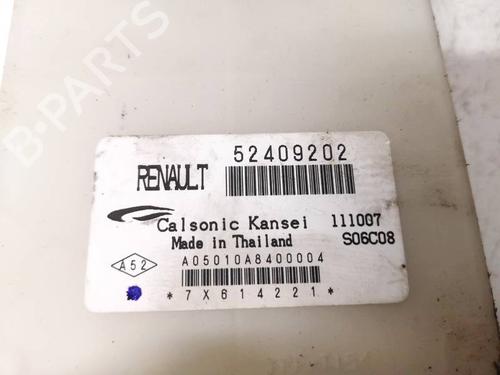 B-PARTS
RENAULT 52409202
Calsonic Kansei 111007
Made in Thailand S06C08
A52 A05010A8400004
*7X614221*